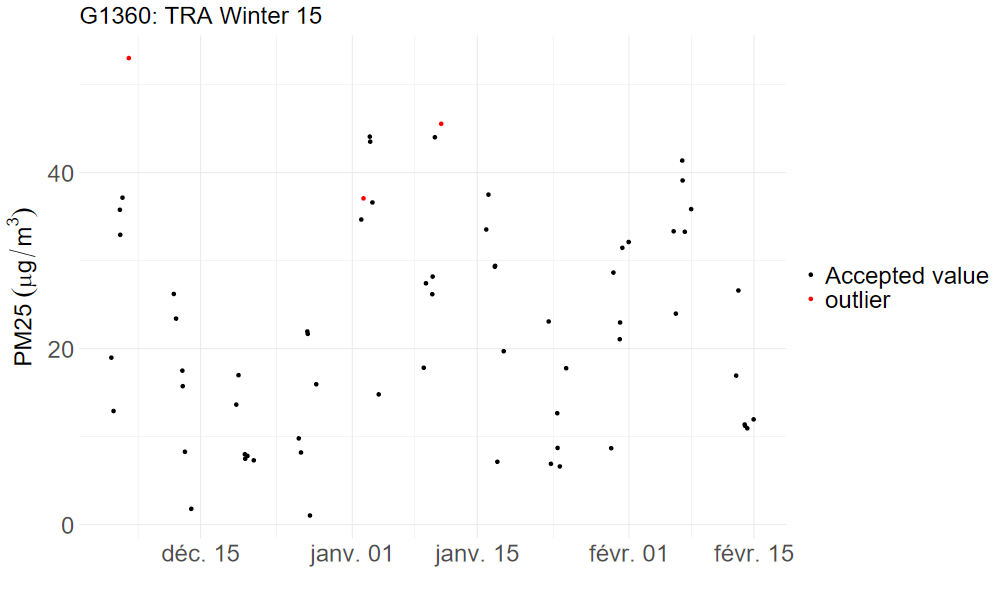 G1360: TRA Winter 15
PM25 (μg/m³)
40
20
0
déc. 15
janv. 01
janv. 15
févr. 01
févr. 15
Accepted value
outlier